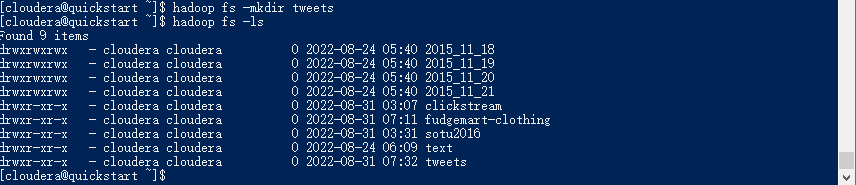 [cloudera@quickstart ~]$ hadoop fs -mkdir tweets
[cloudera@quickstart ~]$ hadoop fs -ls
Found 9 items
drwxrwxrwx   - cloudera cloudera          0 2022-08-24 05:40 2015_11_18
drwxrwxrwx   - cloudera cloudera          0 2022-08-24 05:40 2015_11_19
drwxrwxrwx   - cloudera cloudera          0 2022-08-24 05:40 2015_11_20
drwxrwxrwx   - cloudera cloudera          0 2022-08-24 05:40 2015_11_21
drwxr-xr-x   - cloudera cloudera          0 2022-08-31 03:07 clickstream
drwxr-xr-x   - cloudera cloudera          0 2022-08-31 07:11 fudgemart-clothing
drwxr-xr-x   - cloudera cloudera          0 2022-08-31 03:31 sotu2016
drwxr-xr-x   - cloudera cloudera          0 2022-08-24 06:09 text
drwxr-xr-x   - cloudera cloudera          0 2022-08-31 07:32 tweets
[cloudera@quickstart ~]$